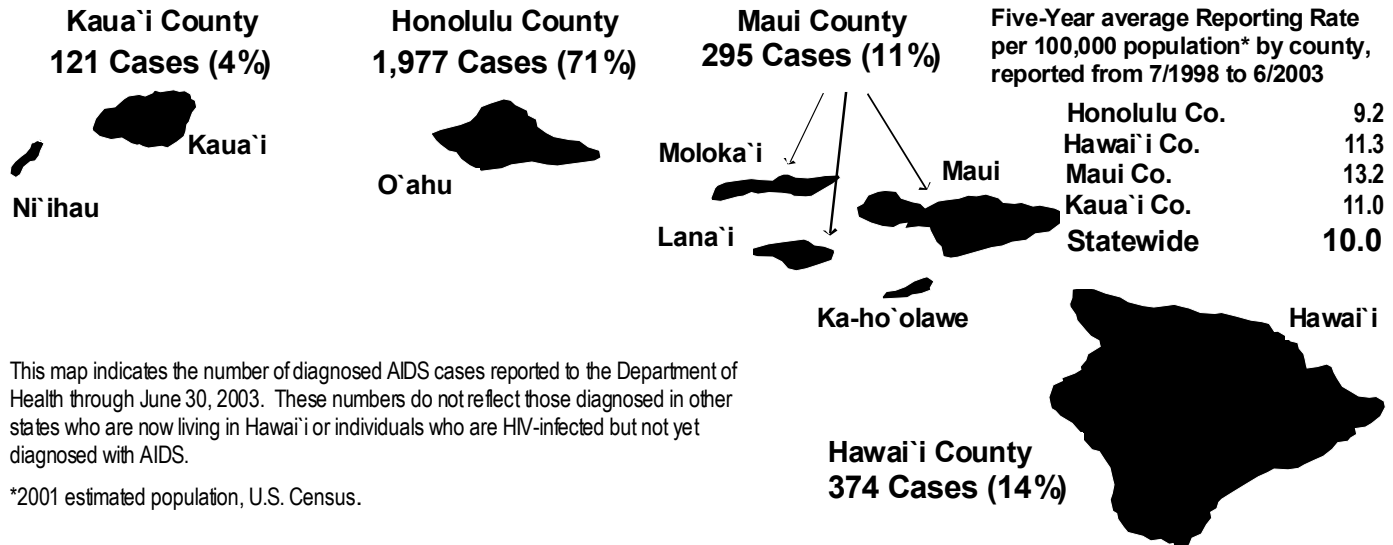 Kaua`i County
121 Cases (4%)
Honolulu County
1,977 Cases (71%)
Maui County
295 Cases (11%)
Five-Year average Reporting Rate
per 100,000 population* by county,
reported from 7/1998 to 6/2003
Honolulu Co. 9.2
Hawai`i Co. 11.3
Maui Co. 13.2
Kaua`i Co. 11.0
Statewide 10.0
Kaua`i
Ni`ihau
O`ahu
Moloka`i
Maui
Lana`i
Ka-ho`olawe
Hawai`i
This map indicates the number of diagnosed AIDS cases reported to the Department of
Health through June 30, 2003. These numbers do not reflect those diagnosed in other
states who are now living in Hawai`i or individuals who are HIV-infected but not yet
diagnosed with AIDS.
*2001 estimated population, U.S. Census.
Hawai`i County
374 Cases (14%)